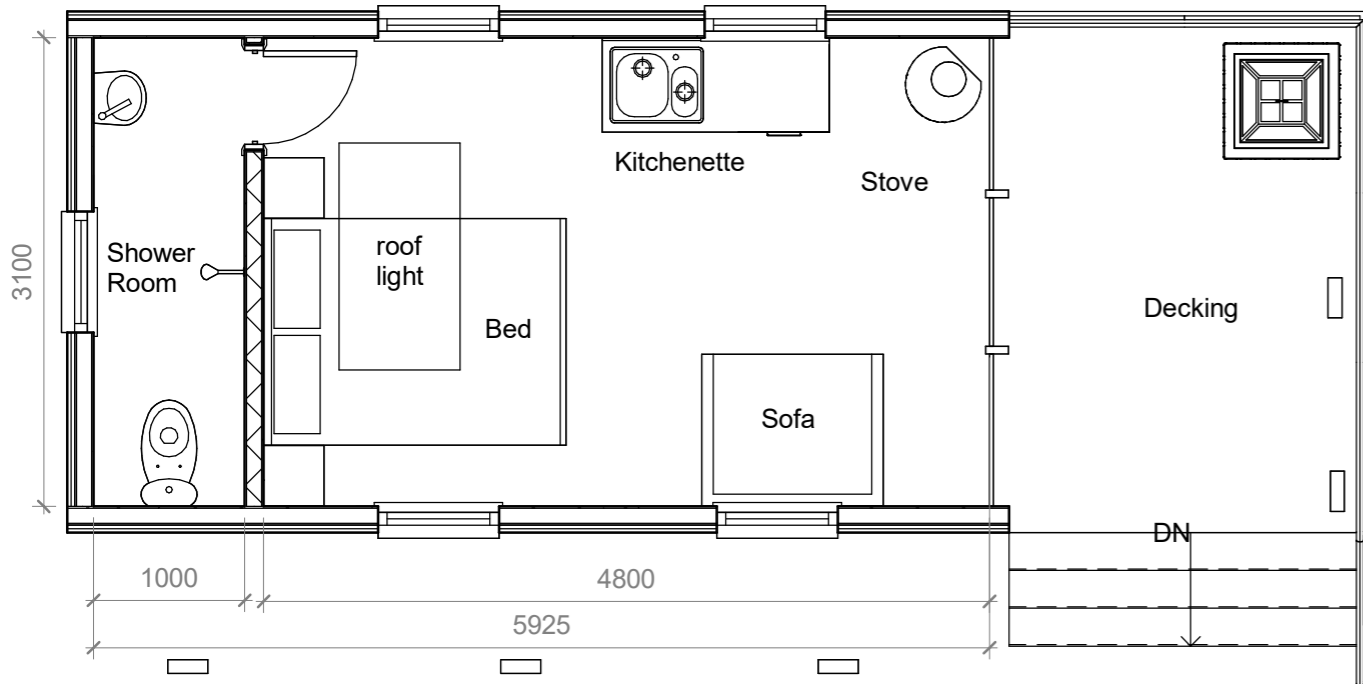 Kitchenette
Stove
3100
Shower
Room
roof
light
Bed
Decking
Sofa
DN
1000
4800
5925